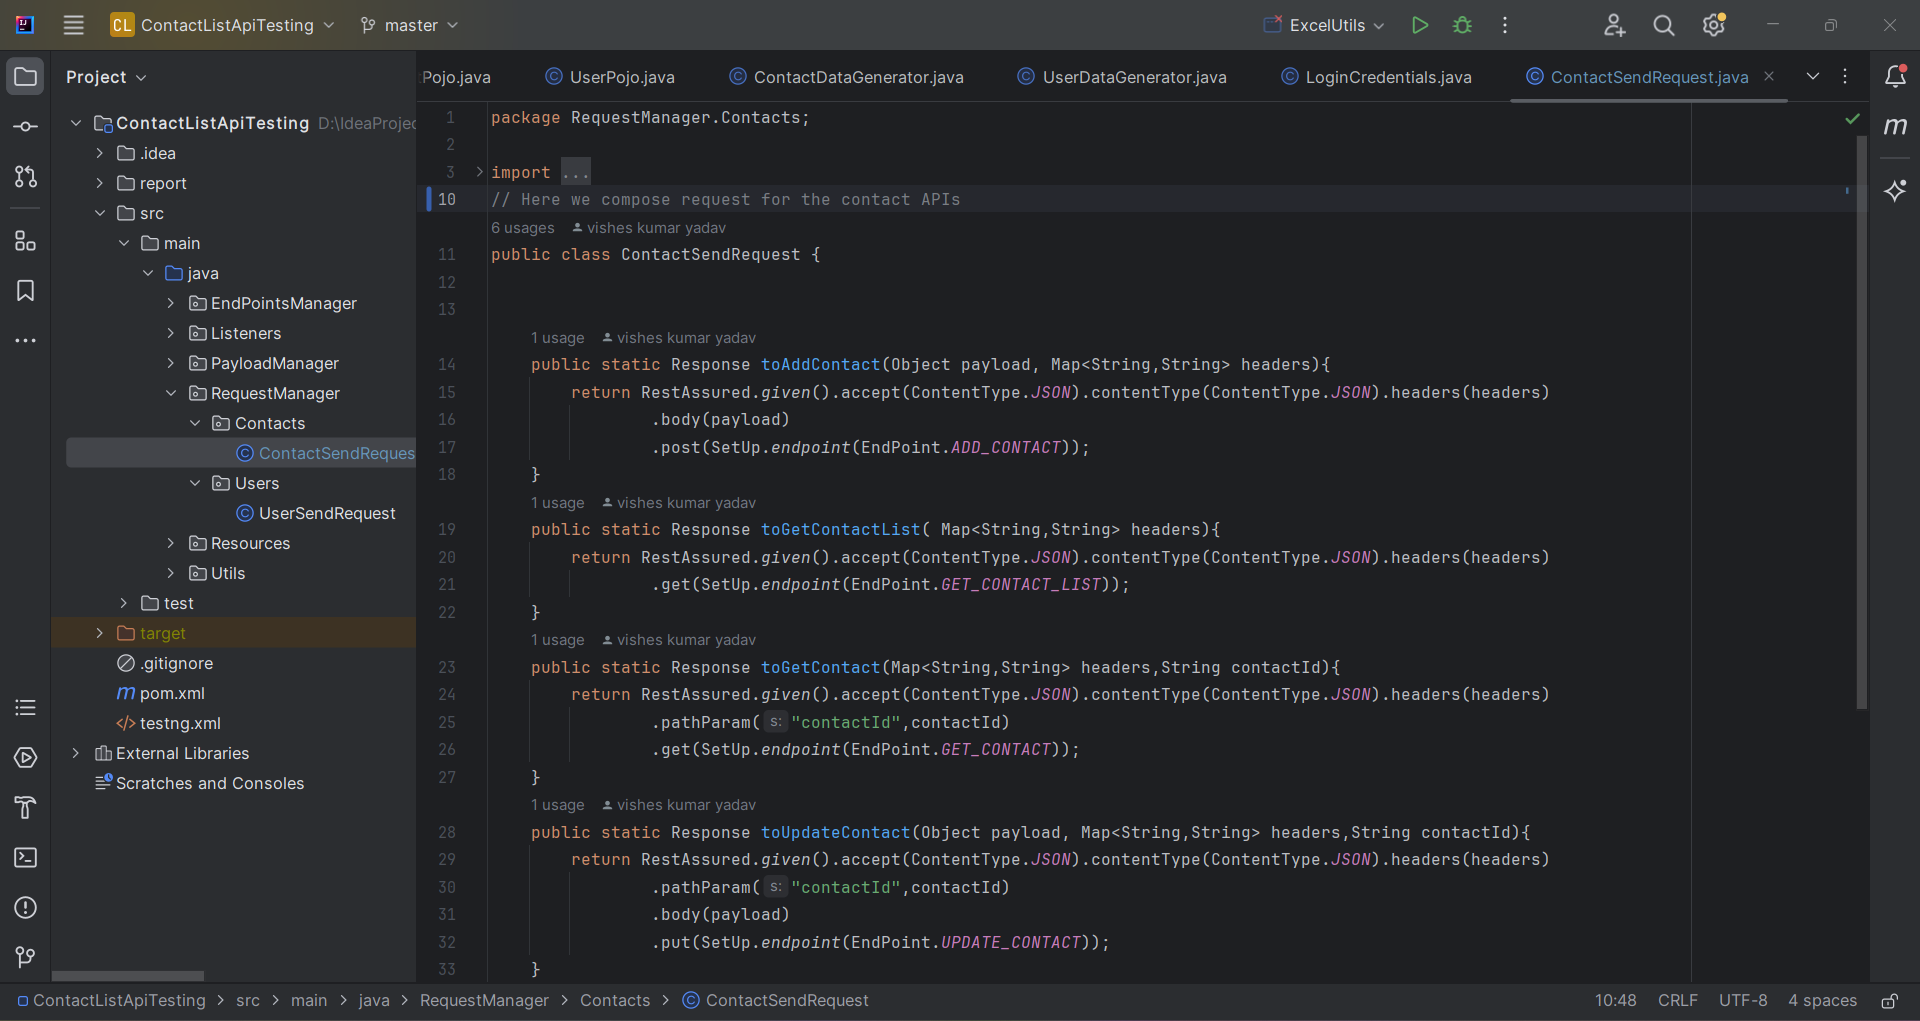 CL ContactListApiTesting master ExcelUtils
Project
Pojo.java UserPojo.java ContactDataGenerator.java UserDataGenerator.java LoginCredentials.java ContactSendRequest.java
ContactListApiTesting D:\IdeaProjec
.idea
report
src
main
java
EndPointsManager
Listeners
PayloadManager
RequestManager
Contacts
ContactSendReques
Users
UserSendRequest
Resources
Utils
test
target
.gitignore
pom.xml
testng.xml
External Libraries
Scratches and Consoles
1 package RequestManager.Contacts;
2
3 import ...
10 // Here we compose request for the contact APIs
6 usages vishes kumar yadav
11 public class ContactSendRequest {
12
13
1 usage vishes kumar yadav
14 public static Response toAddContact(Object payload, Map<String,String> headers){
15 return RestAssured.given().accept(ContentType.JSON).contentType(ContentType.JSON).headers(headers)
16 .body(payload)
17 .post(SetUp.endpoint(EndPoint.ADD_CONTACT));
18 }
1 usage vishes kumar yadav
19 public static Response toGetContactList( Map<String,String> headers){
20 return RestAssured.given().accept(ContentType.JSON).contentType(ContentType.JSON).headers(headers)
21 .get(SetUp.endpoint(EndPoint.GET_CONTACT_LIST));
22 }
1 usage vishes kumar yadav
23 public static Response toGetContact(Map<String,String> headers,String contactId){
24 return RestAssured.given().accept(ContentType.JSON).contentType(ContentType.JSON).headers(headers)
25 .pathParam( s: "contactId",contactId)
26 .get(SetUp.endpoint(EndPoint.GET_CONTACT));
27 }
1 usage vishes kumar yadav
28 public static Response toUpdateContact(Object payload, Map<String,String> headers,String contactId){
29 return RestAssured.given().accept(ContentType.JSON).contentType(ContentType.JSON).headers(headers)
30 .pathParam( s: "contactId",contactId)
31 .body(payload)
32 .put(SetUp.endpoint(EndPoint.UPDATE_CONTACT));
33 }
ContactListApiTesting > src > main > java > RequestManager > Contacts > ContactSendRequest 10:48 CRLF UTF-8 4 spaces